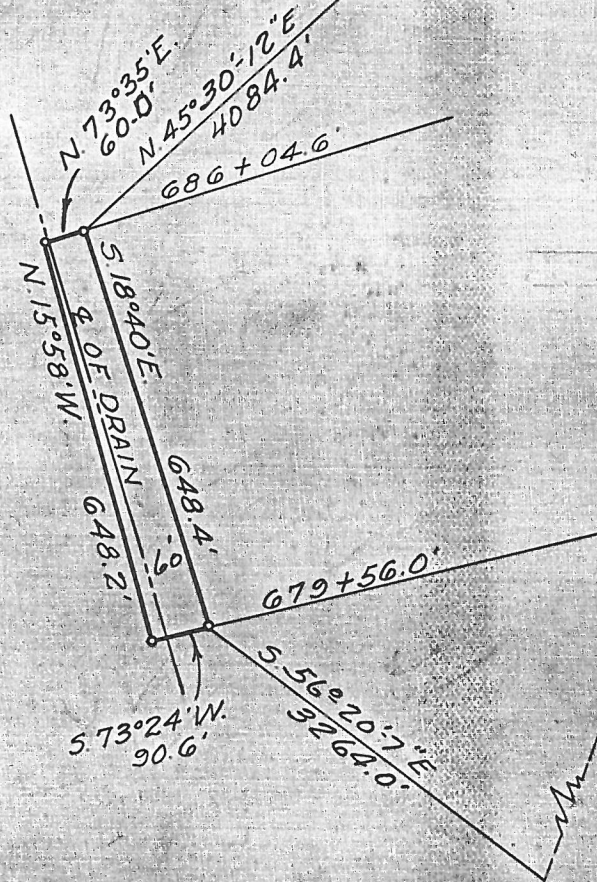 N. 73°35'E.
60.0'
N. 45°30'-12"E
4084.4'
686 + 04.6'
S. 18°40'E.
648.4'
N. 15°58'W.
648.2'
℄ OF DRAIN
60'
679 + 56.0'
S. 73°24'W.
90.6'
S. 56°20'-7"E
3264.0'